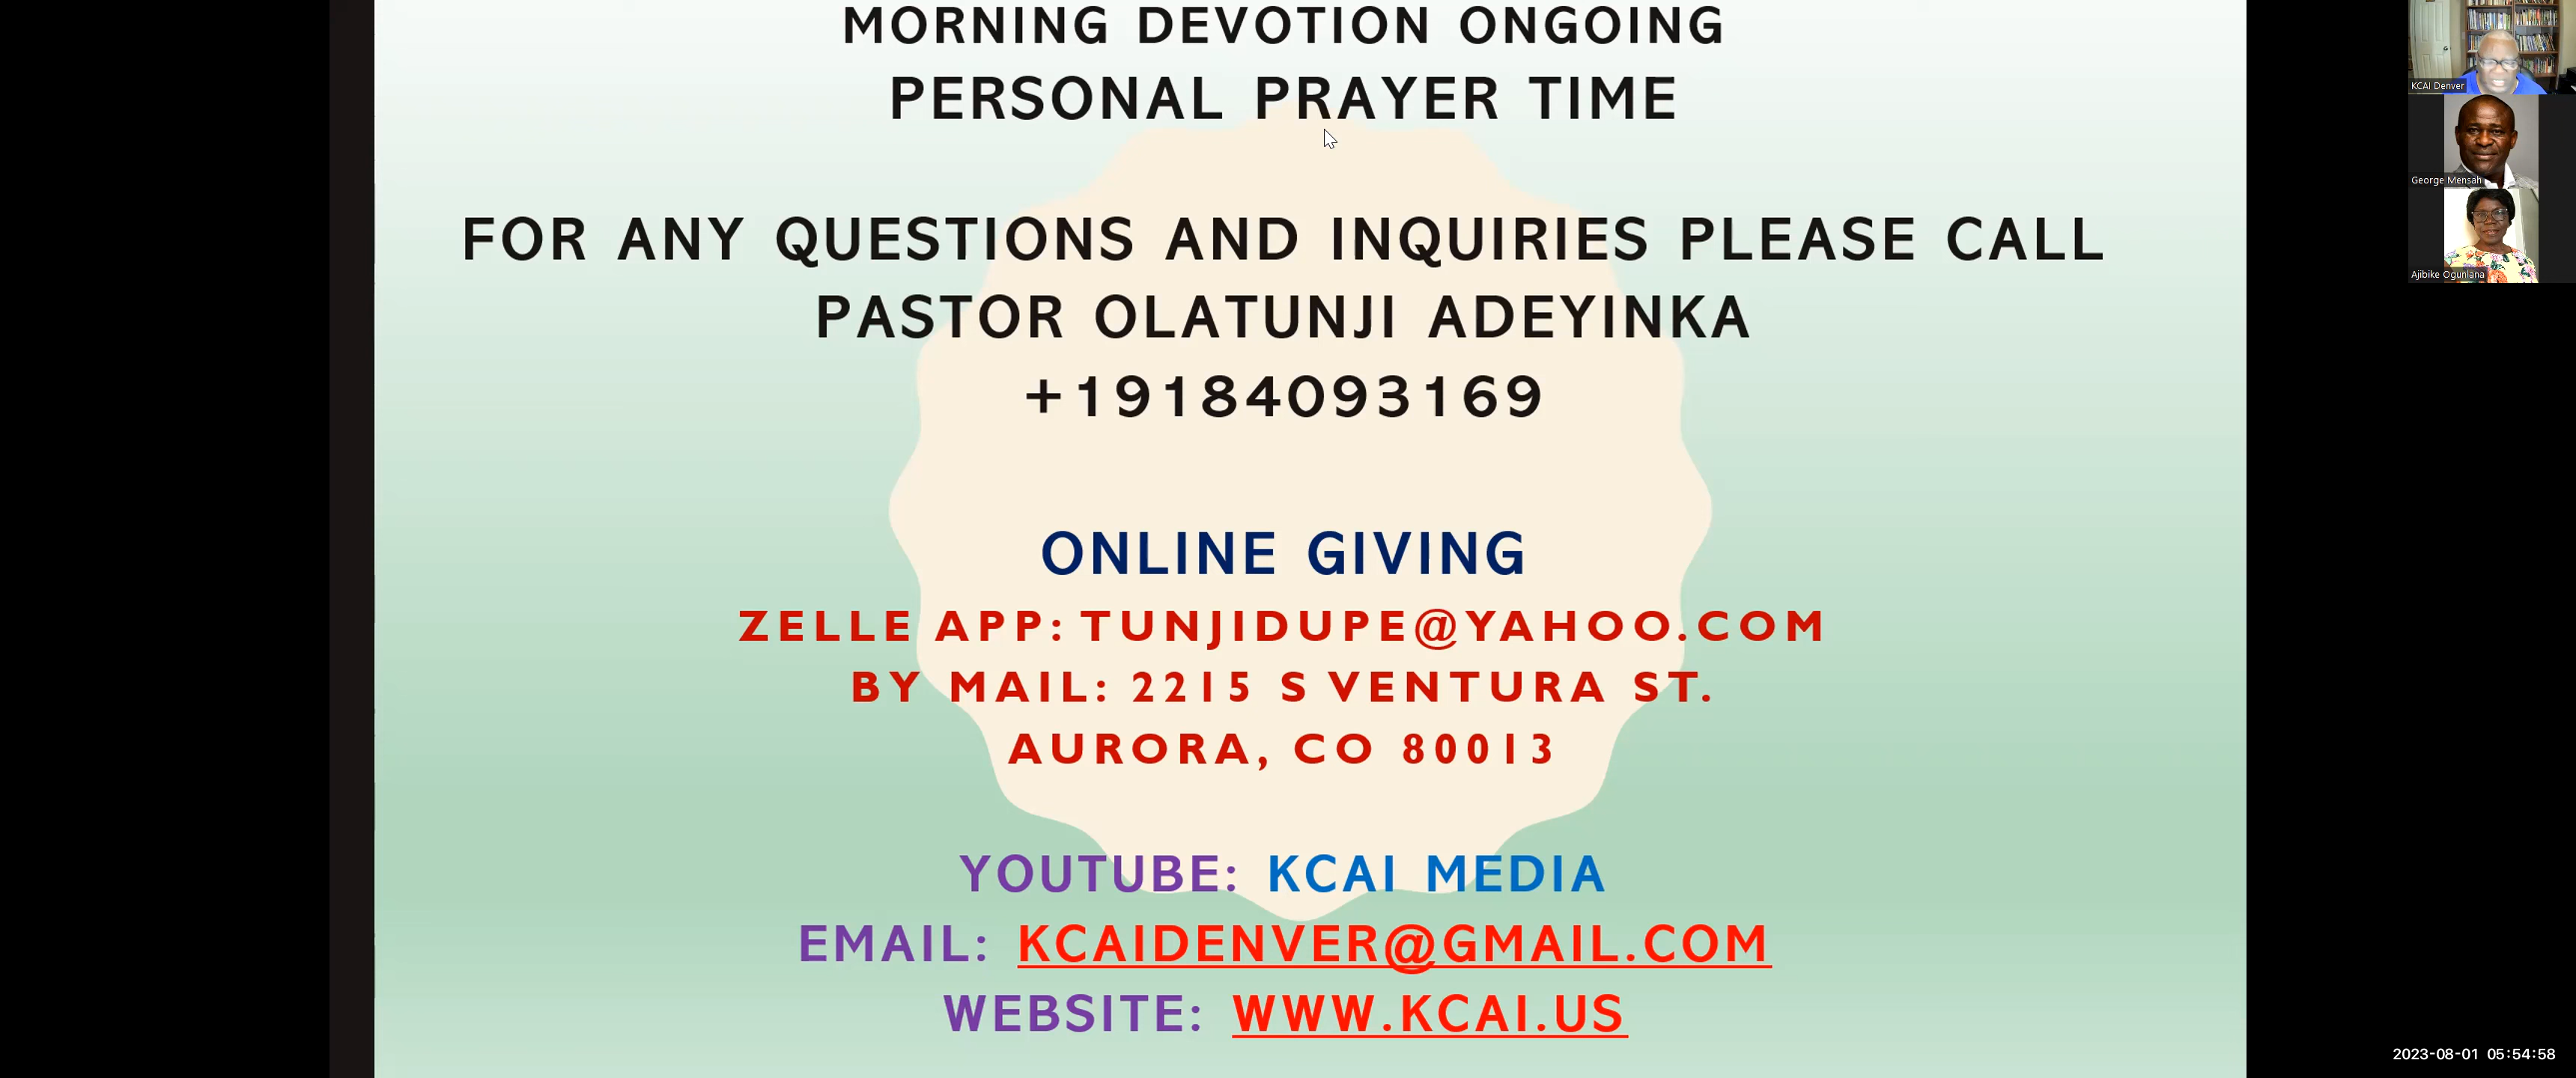 MORNING DEVOTION ONGOING
PERSONAL PRAYER TIME
FOR ANY QUESTIONS AND INQUIRIES PLEASE CALL
PASTOR OLATUNJI ADEYINKA
+19184093169
ONLINE GIVING
ZELLE APP: TUNJIDUPE@YAHOO.COM
BY MAIL: 2215 S VENTURA ST.
AURORA, CO 80013
YOUTUBE: KCAI MEDIA
EMAIL: KCAIDENVER@GMAIL.COM
WEBSITE: WWW.KCAI.US
KCAI Denver
George Mensah
Ajibike Ogunlana
2023-08-01 05:54:58